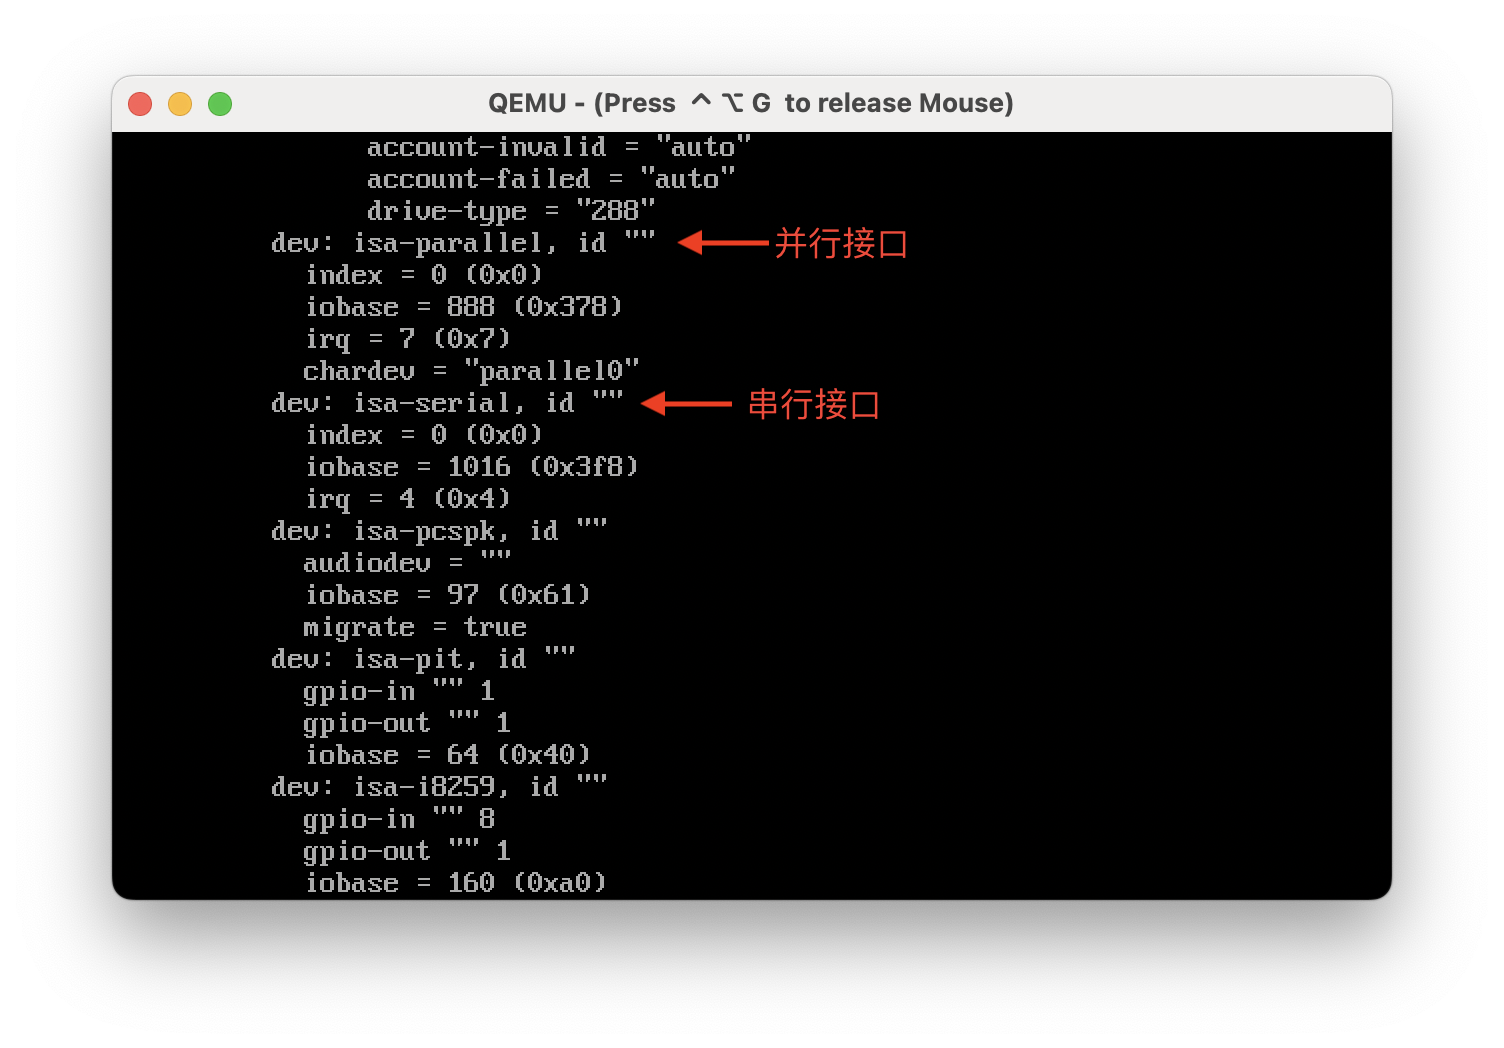 QEMU - (Press ⌃⌥G to release Mouse)
account-invalid = "auto"
account-failed = "auto"
drive-type = "288"
dev: isa-parallel, id "" 并行接口
index = 0 (0x0)
iobase = 888 (0x378)
irq = 7 (0x7)
chardev = "parallel0"
dev: isa-serial, id "" 串行接口
index = 0 (0x0)
iobase = 1016 (0x3f8)
irq = 4 (0x4)
dev: isa-pcspk, id ""
audiodev = ""
iobase = 97 (0x61)
migrate = true
dev: isa-pit, id ""
gpio-in "" 1
gpio-out "" 1
iobase = 64 (0x40)
dev: isa-i8259, id ""
gpio-in "" 8
gpio-out "" 1
iobase = 160 (0xa0)